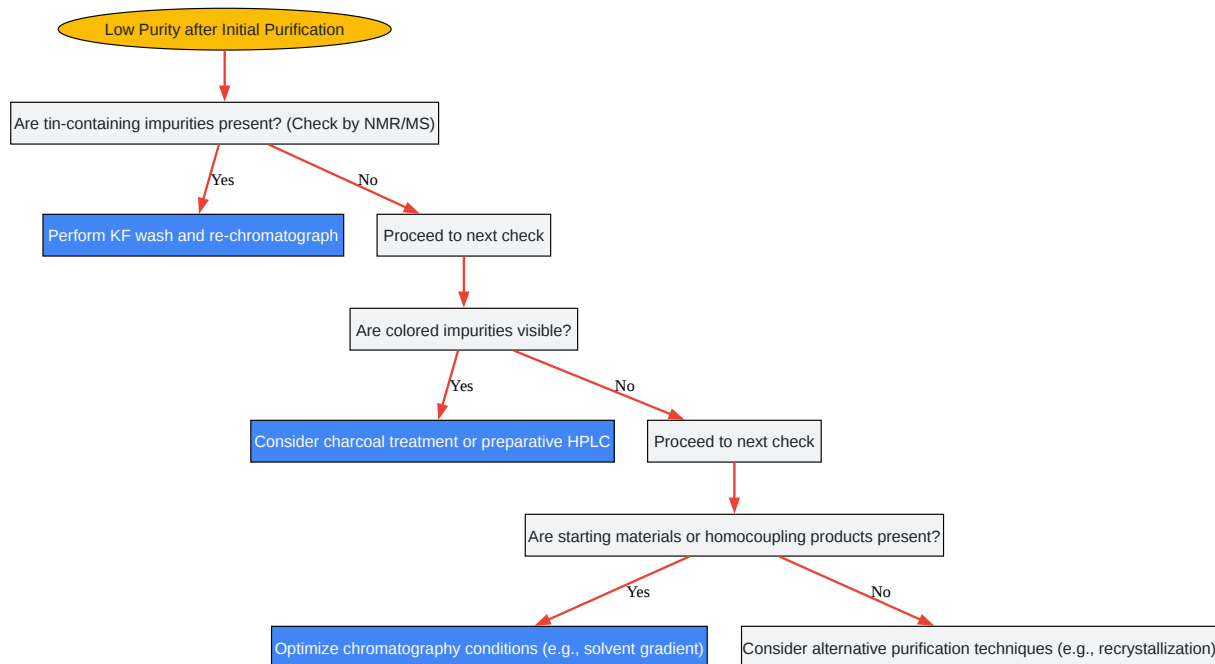 Low Purity after Initial Purification
Are tin-containing impurities present? (Check by NMR/MS)
Yes
No
Perform KF wash and re-chromatograph
Proceed to next check
Are colored impurities visible?
Yes
No
Consider charcoal treatment or preparative HPLC
Proceed to next check
Are starting materials or homocoupling products present?
Yes
No
Optimize chromatography conditions (e.g., solvent gradient)
Consider alternative purification techniques (e.g., recrystallization)